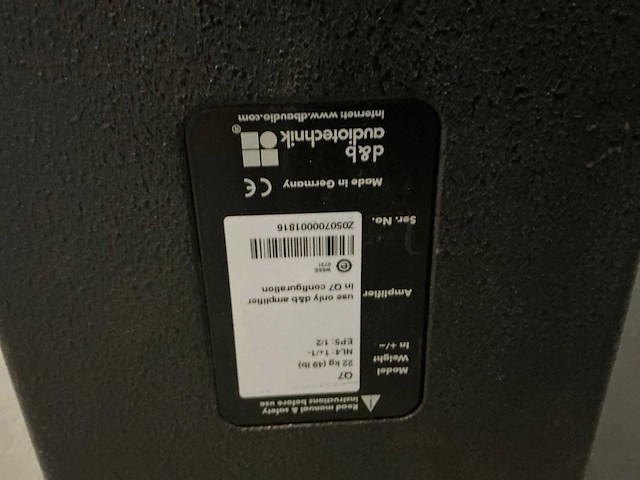 Read manual & safety
instructions before use
Model Q7
Weight 22 kg (49 lb)
In +/− NL4: 1+/1-
EP5: 1/2
Amplifier use only d&b amplifier
in Q7 configuration
WEEE
0721
Ser. No.
Z0507000001816
Made in Germany CE
d&b
audiotechnik ®
Internet: www.dbaudio.com